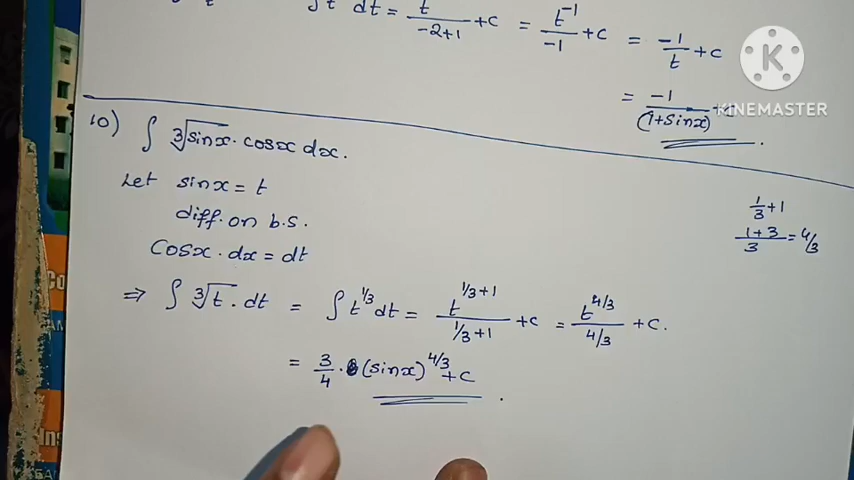 ∫t dt = t/-2+1 + c = t⁻¹/-1 + c = -1/t + c
= -1/(1+sinx)
KINEMASTER
10) ∫ ∛sinx · cosx dx.
Let sinx = t
diff. on b.s.
cosx · dx = dt
1/3 + 1
1+3/3 = 4/3
⇒ ∫ ∛t · dt = ∫ t^1/3 dt = t^1/3+1 / 1/3+1 + c = t^4/3 / 4/3 + c.
= 3/4 · (sinx)^4/3 + c